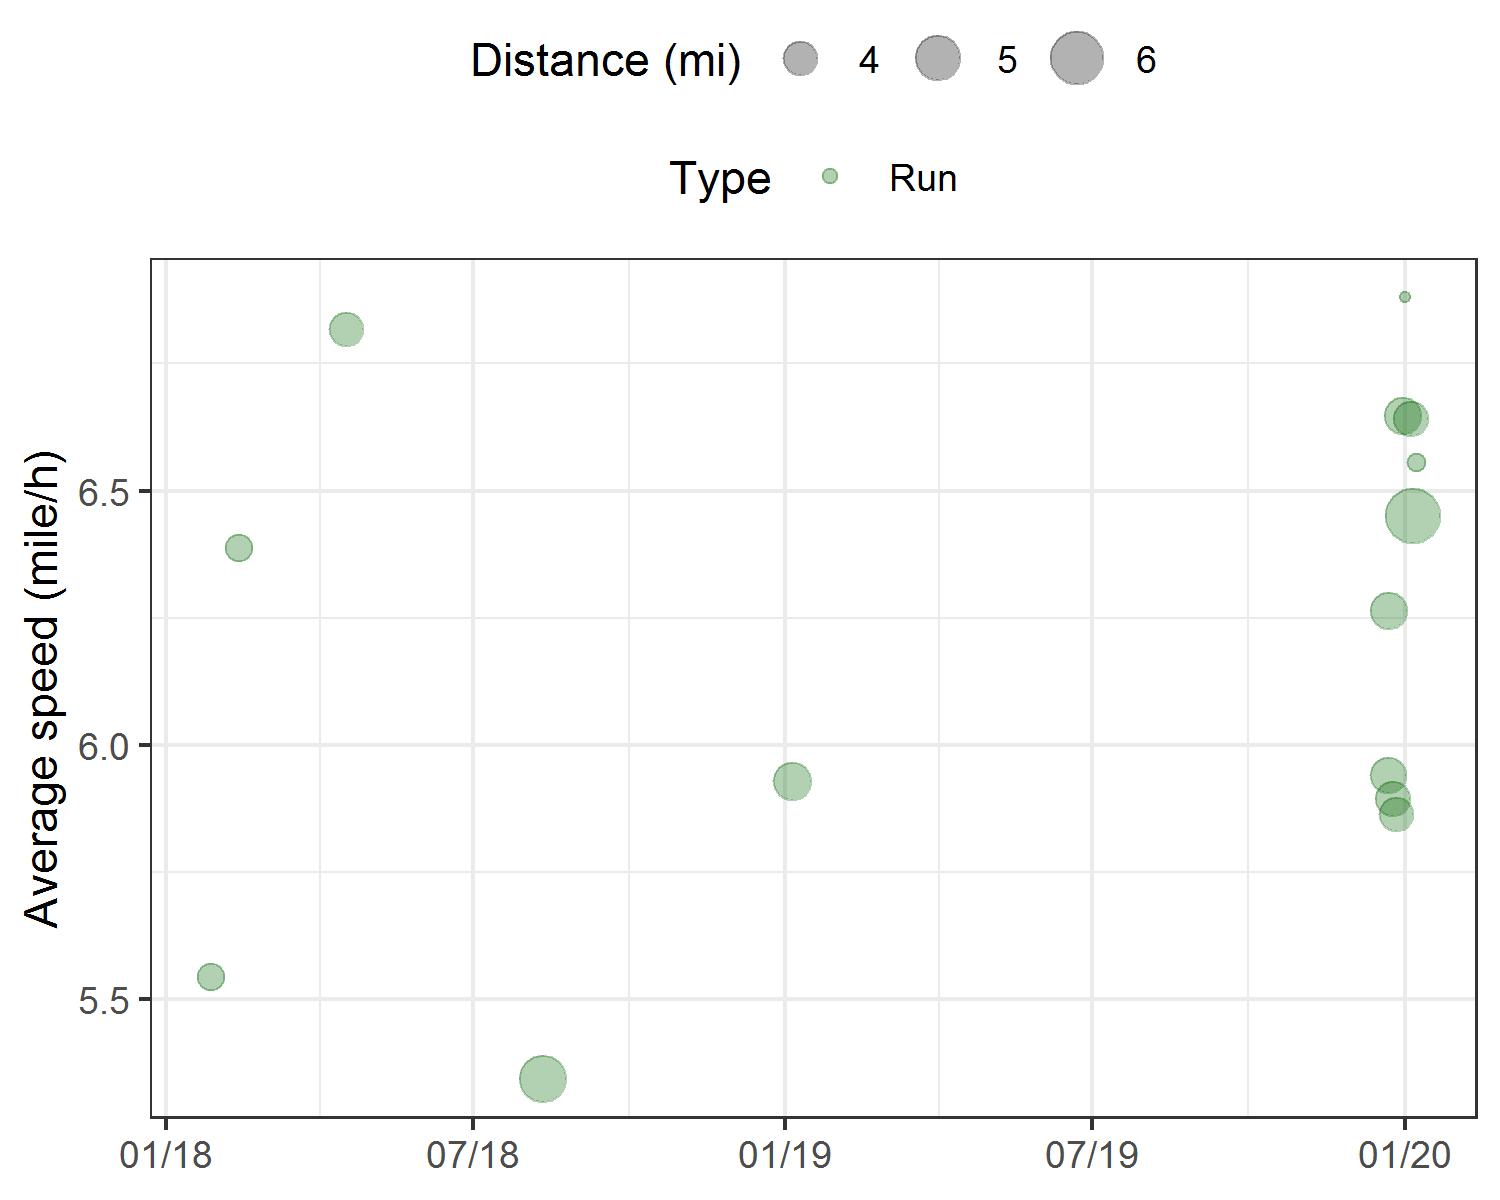 Distance (mi) 4 5 6
Type Run
Average speed (mile/h)
6.5
6.0
5.5
01/18 07/18 01/19 07/19 01/20